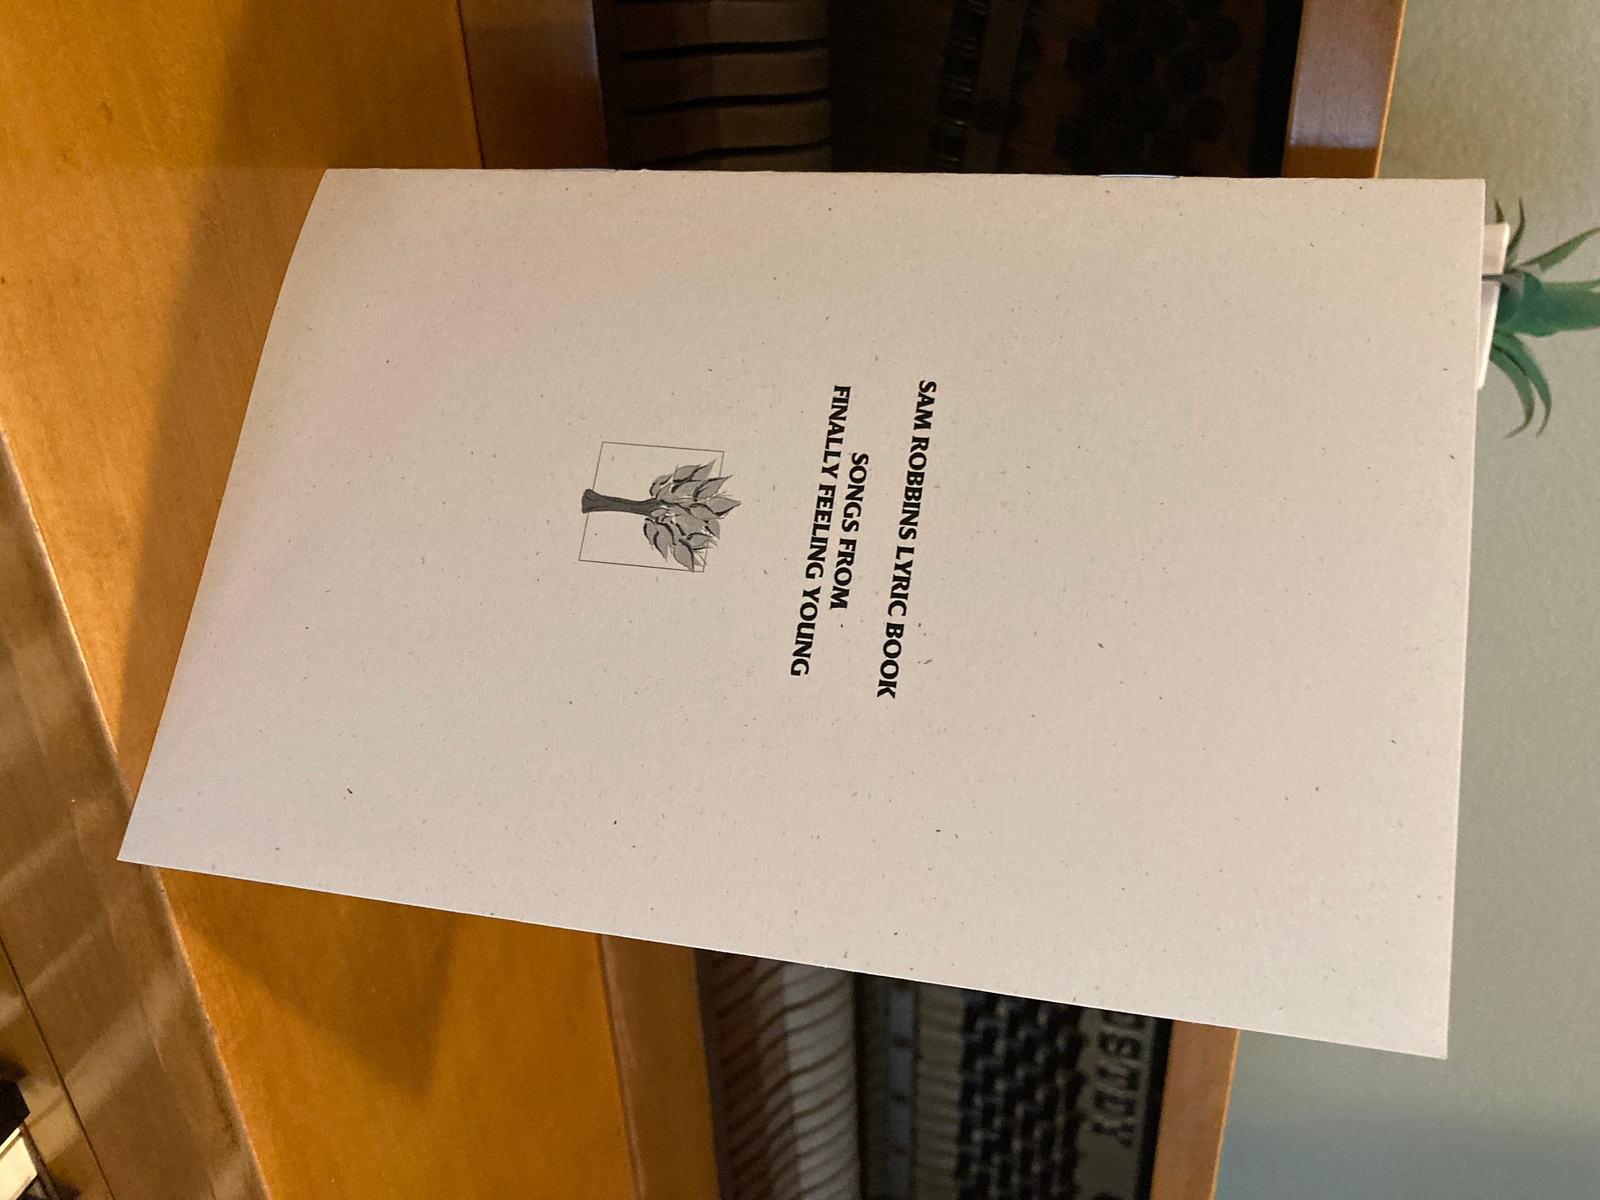 SAM ROBBINS LYRIC BOOK
SONGS FROM
FINALLY FEELING YOUNG